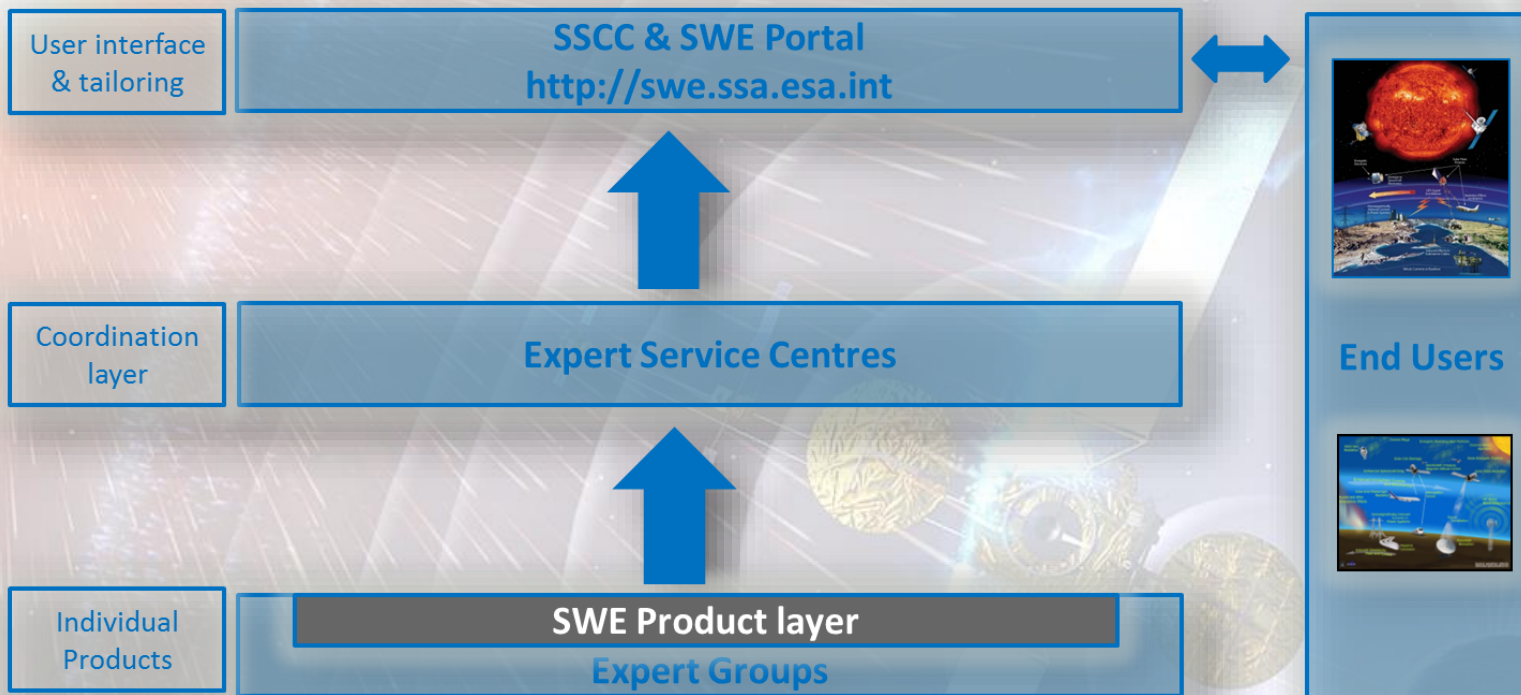 User interface
& tailoring
SSCC & SWE Portal
http://swe.ssa.esa.int
Coordination
layer
Expert Service Centres
End Users
Individual
Products
SWE Product layer
Expert Groups